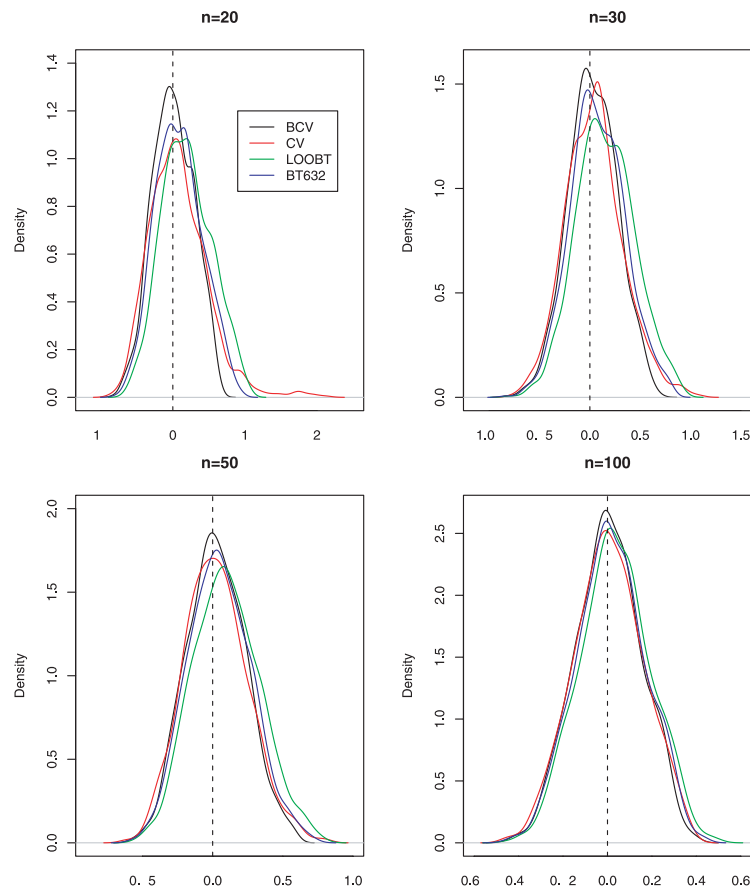 n=20
n=30
Density
0.0 0.2 0.4 0.6 0.8 1.0 1.2 1.4
1 0 1 2
BCV
CV
LOOBT
BT632
Density
0.0 0.5 1.0 1.5
1.0 0. 5 0.0 0.5 1.0 1.5
n=50
n=100
Density
0.0 0.5 1.0 1.5 2.0
0. 5 0.0 0.5 1.0
Density
0.0 0.5 1.0 1.5 2.0 2.5
0.6 0.4 0. 2 0.0 0.2 0.4 0.6